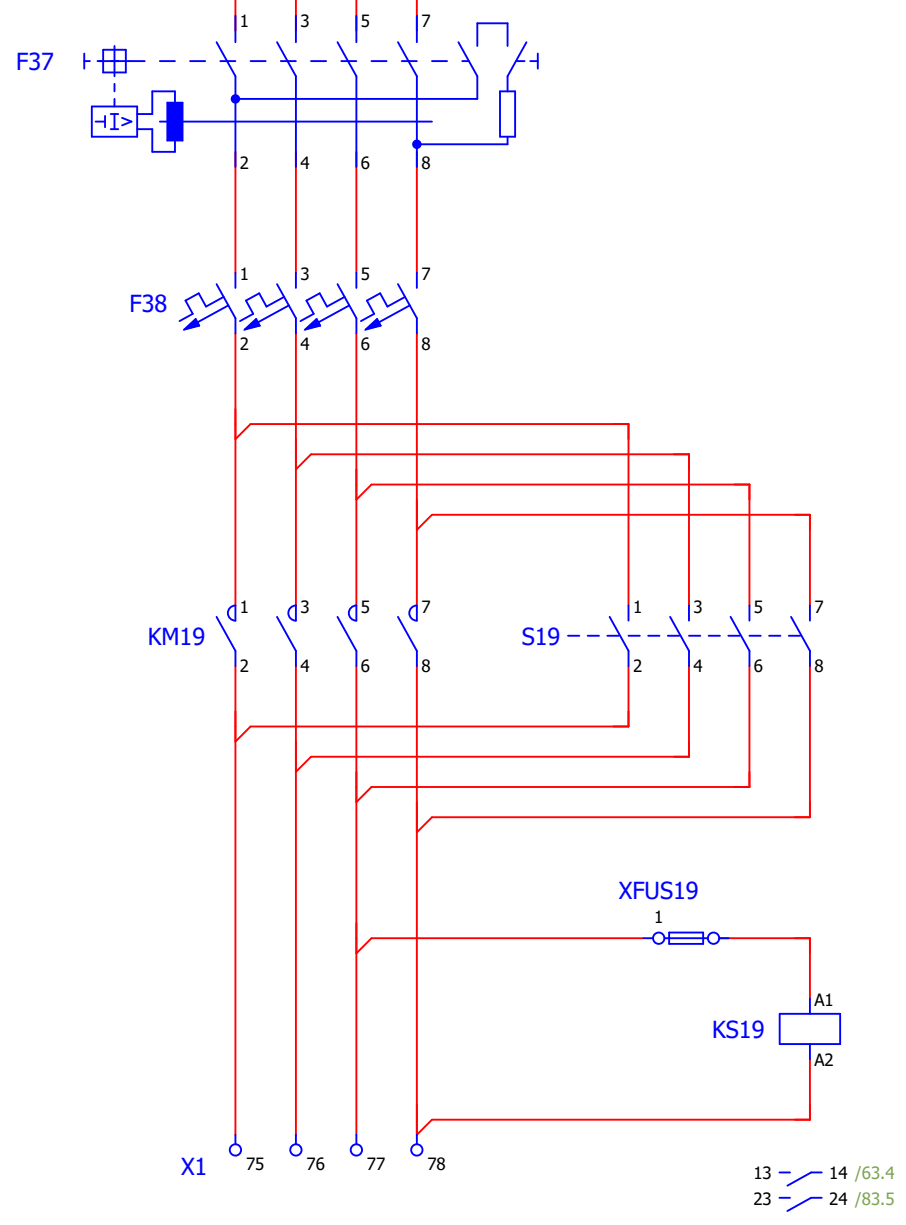 1 3 5 7
F37
I>
2 4 6 8
1 3 5 7
F38
2 4 6 8
1 3 5 7 1 3 5 7
KM19 S19
2 4 6 8 2 4 6 8
XFUS19
1
A1
KS19
A2
X1 75 76 77 78
13 14 /63.4
23 24 /83.5